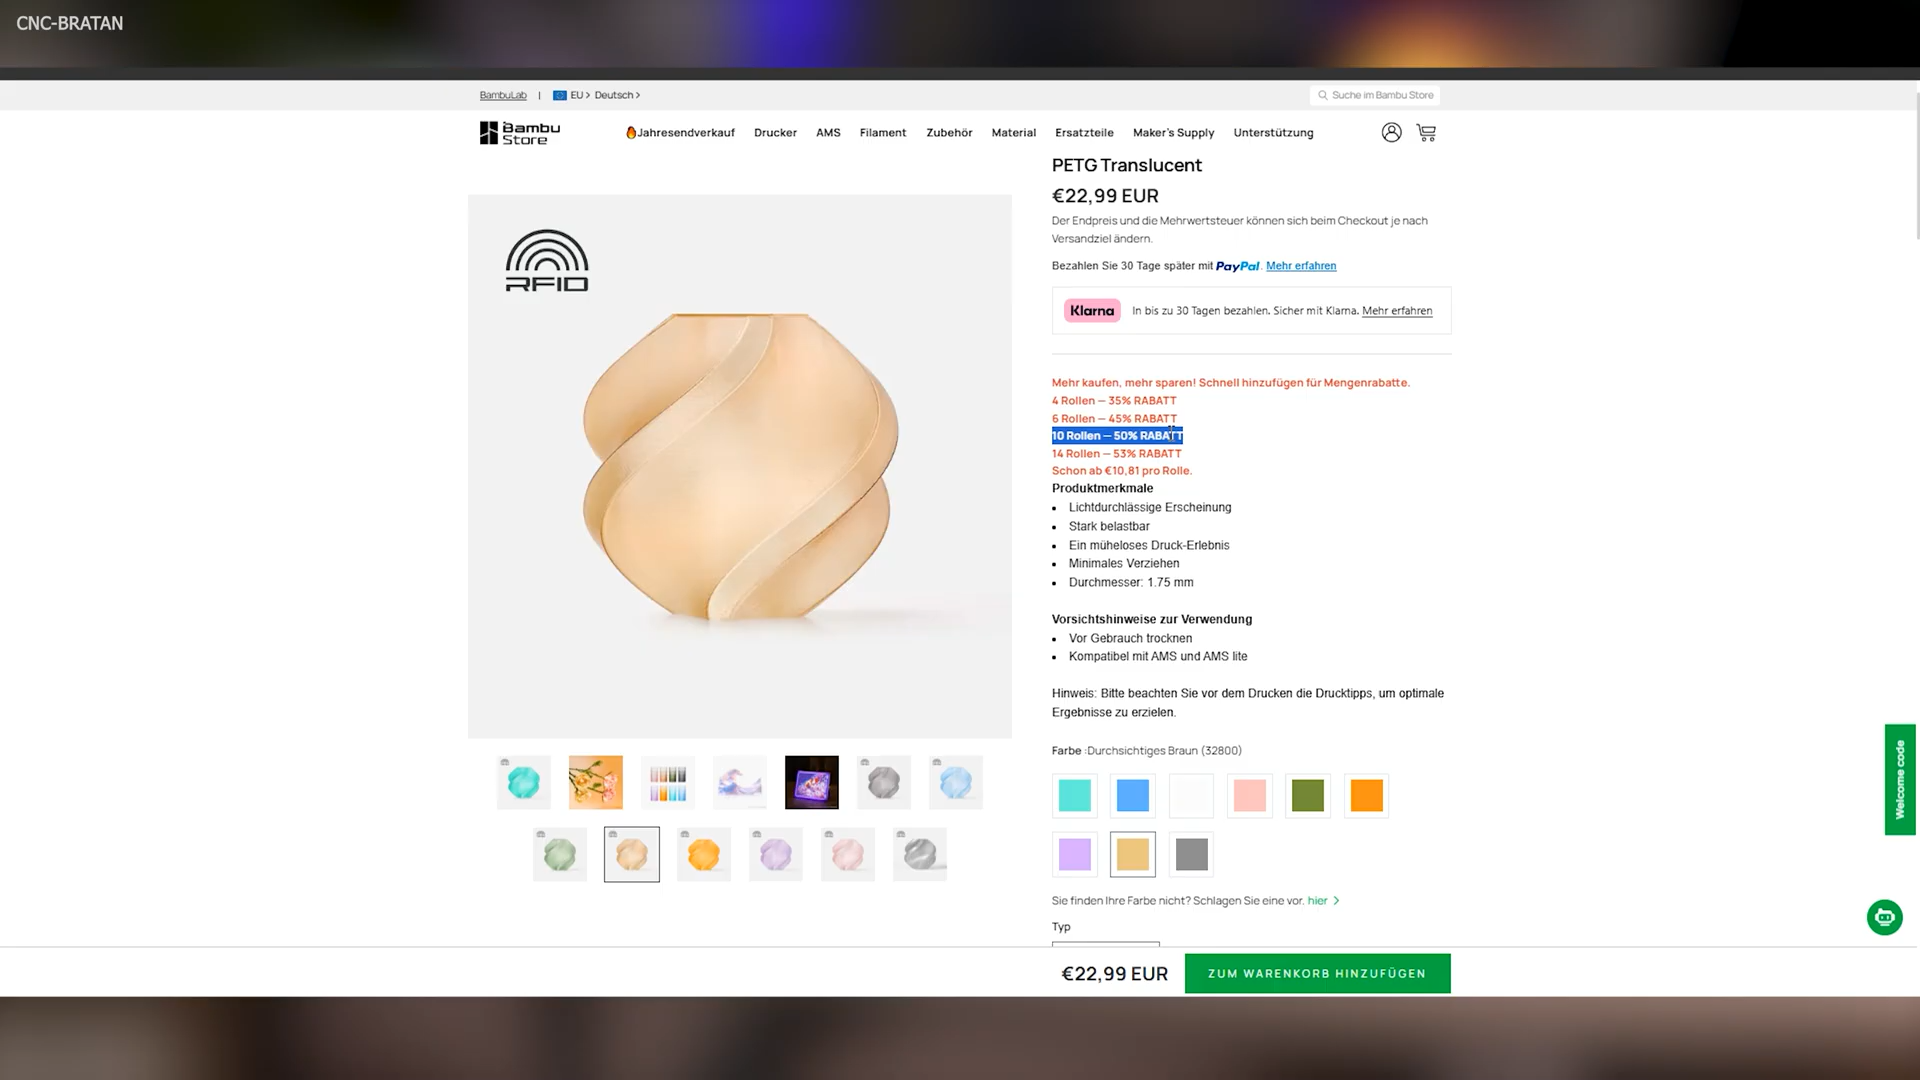 CNC-BRATAN
BambuLab | EU > Deutsch >
Suche im Bambu Store
Bambu Store
Jahresendverkauf Drucker AMS Filament Zubehör Material Ersatzteile Maker's Supply Unterstützung
PETG Translucent
€22,99 EUR
Der Endpreis und die Mehrwertsteuer können sich beim Checkout je nach
Versandziel ändern.
Bezahlen Sie 30 Tage später mit PayPal. Mehr erfahren
Klarna In bis zu 30 Tagen bezahlen. Sicher mit Klarna. Mehr erfahren
RFID
Mehr kaufen, mehr sparen! Schnell hinzufügen für Mengenrabatte.
4 Rollen – 35% RABATT
6 Rollen – 45% RABATT
10 Rollen – 50% RABATT
14 Rollen – 53% RABATT
Schon ab €10,81 pro Rolle.
Produktmerkmale
• Lichtdurchlässige Erscheinung
• Stark belastbar
• Ein müheloses Druck-Erlebnis
• Minimales Verziehen
• Durchmesser: 1.75 mm
Vorsichtshinweise zur Verwendung
• Vor Gebrauch trocknen
• Kompatibel mit AMS und AMS lite
Hinweis: Bitte beachten Sie vor dem Drucken die Drucktipps, um optimale
Ergebnisse zu erzielen.
Farbe :Durchsichtiges Braun (32800)
Sie finden Ihre Farbe nicht? Schlagen Sie eine vor. hier >
Typ
Welcome code
€22,99 EUR
ZUM WARENKORB HINZUFÜGEN